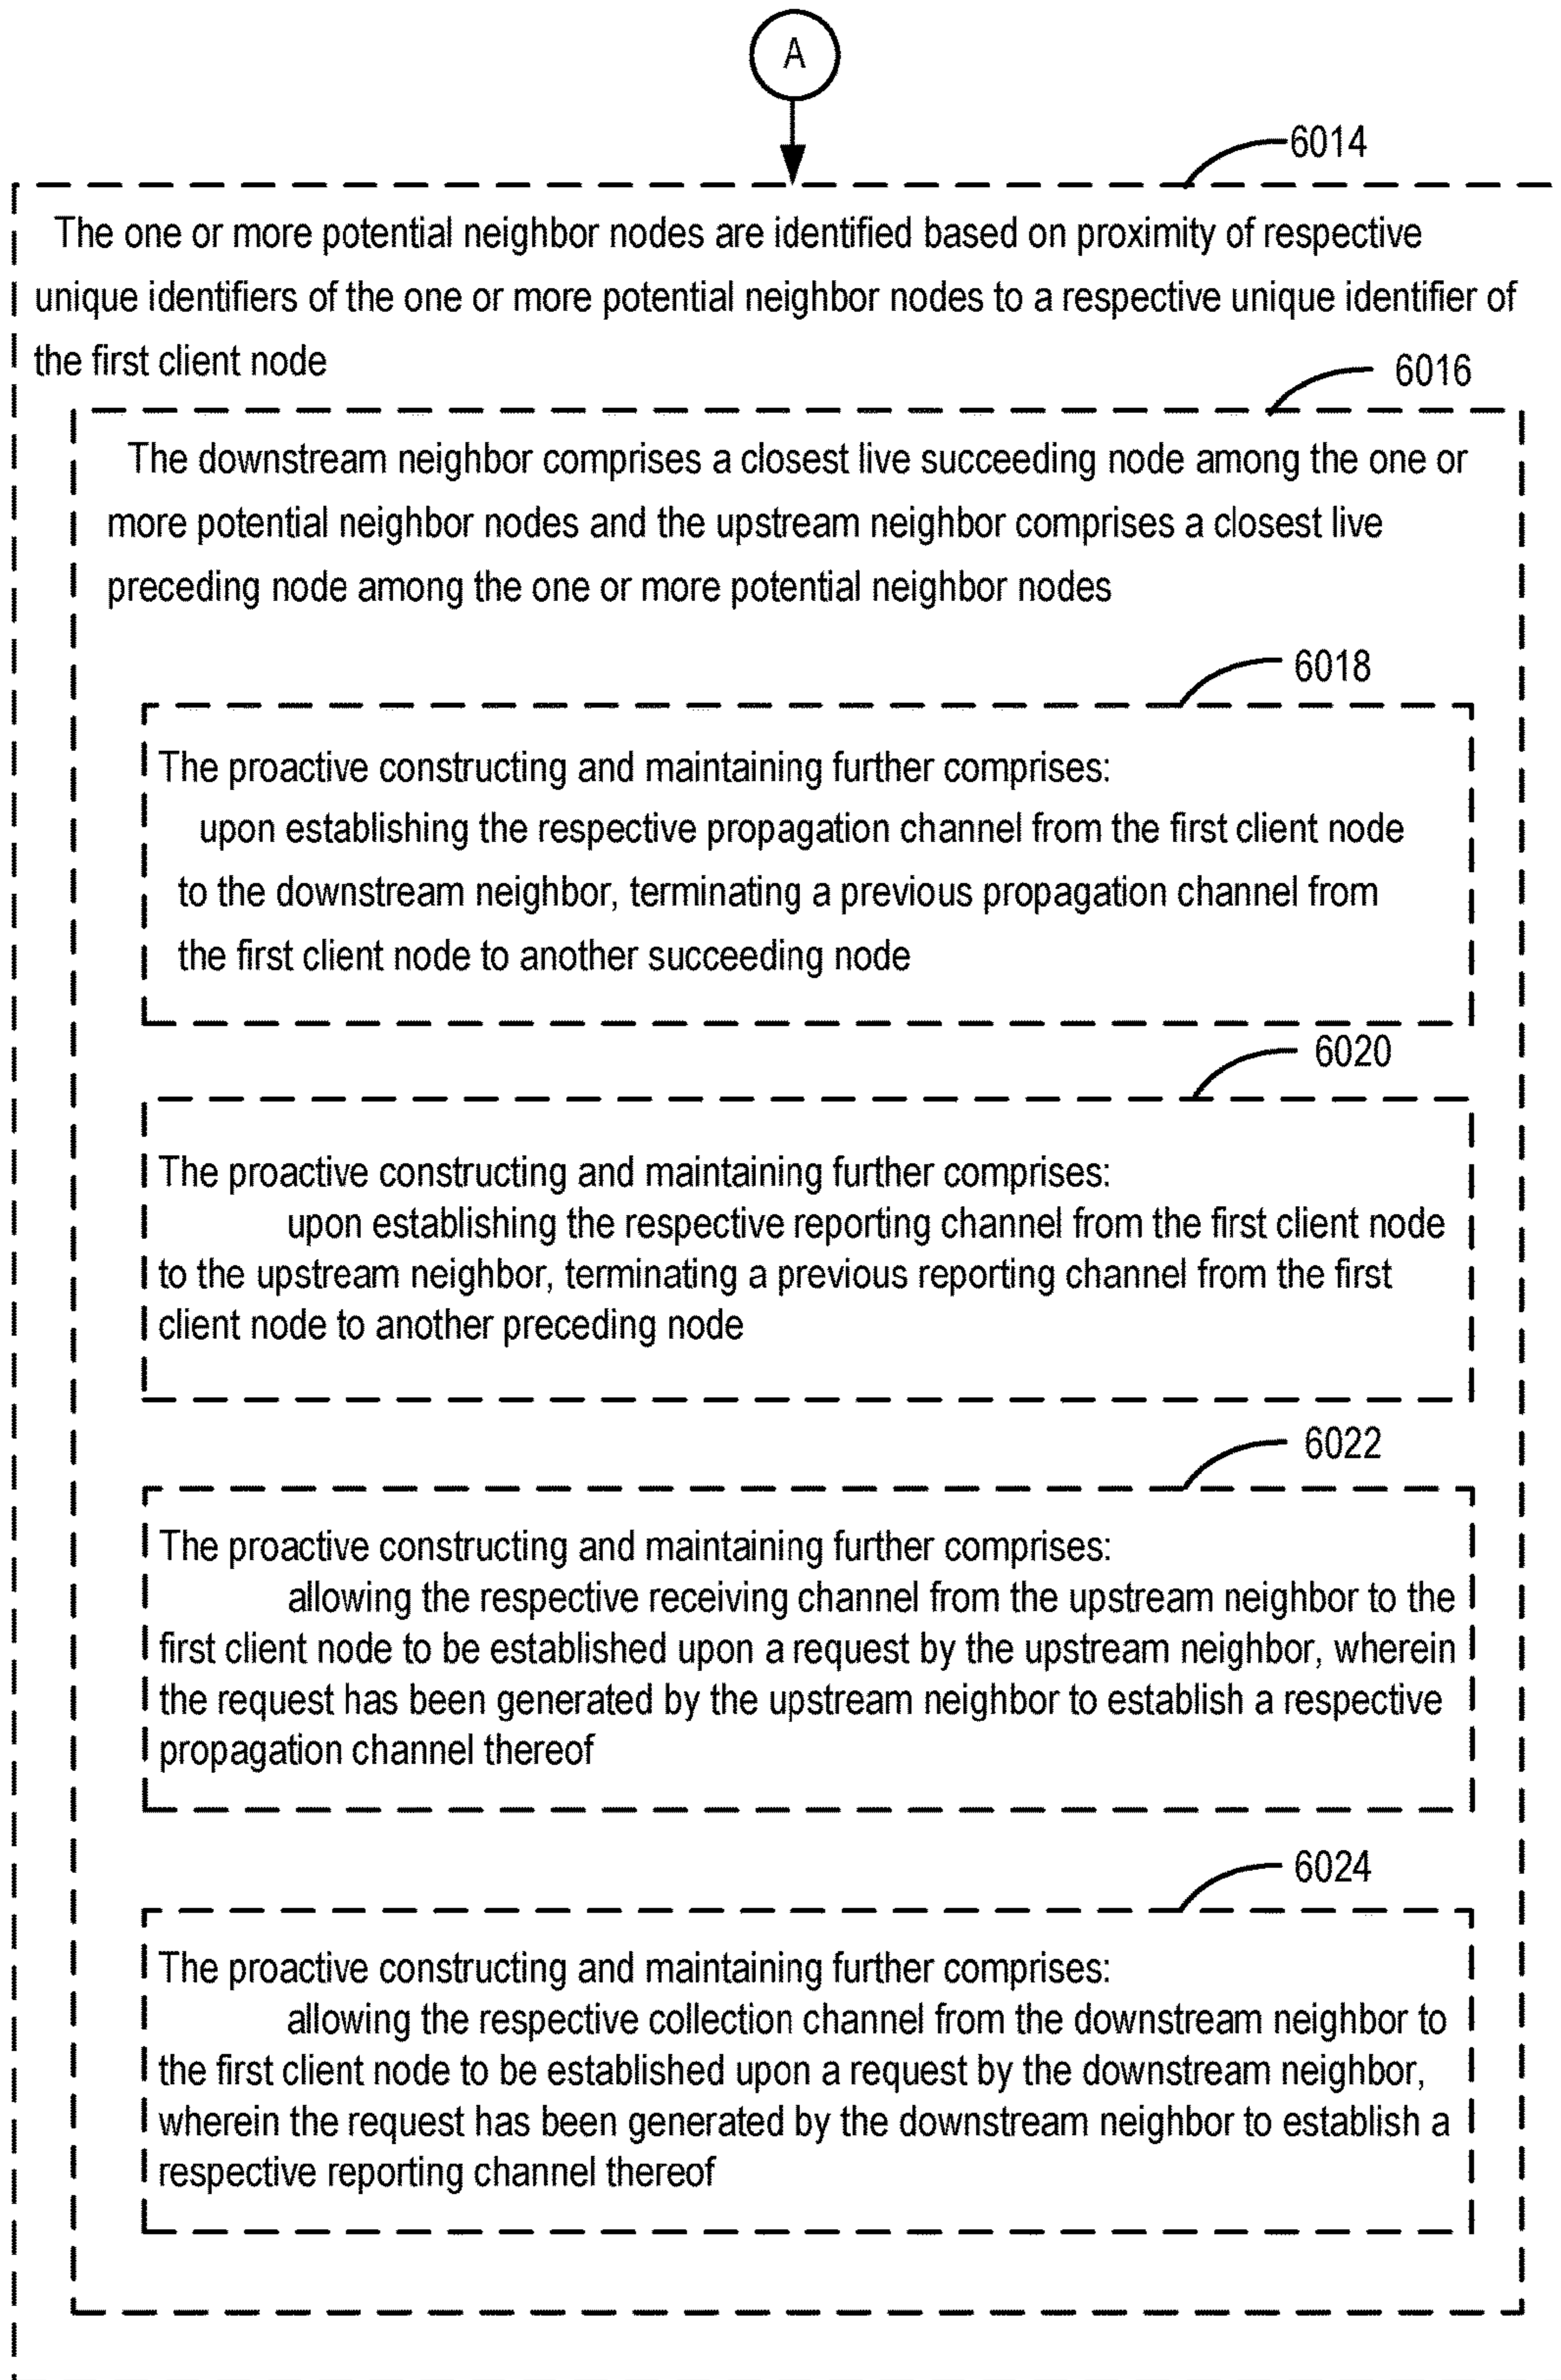 A
6014
The one or more potential neighbor nodes are identified based on proximity of respective
unique identifiers of the one or more potential neighbor nodes to a respective unique identifier of
the first client node
6016
The downstream neighbor comprises a closest live succeeding node among the one or
more potential neighbor nodes and the upstream neighbor comprises a closest live
preceding node among the one or more potential neighbor nodes
6018
The proactive constructing and maintaining further comprises:
upon establishing the respective propagation channel from the first client node
to the downstream neighbor, terminating a previous propagation channel from
the first client node to another succeeding node
6020
The proactive constructing and maintaining further comprises:
upon establishing the respective reporting channel from the first client node
to the upstream neighbor, terminating a previous reporting channel from the first
client node to another preceding node
6022
The proactive constructing and maintaining further comprises:
allowing the respective receiving channel from the upstream neighbor to the
first client node to be established upon a request by the upstream neighbor, wherein
the request has been generated by the upstream neighbor to establish a respective
propagation channel thereof
6024
The proactive constructing and maintaining further comprises:
allowing the respective collection channel from the downstream neighbor to
the first client node to be established upon a request by the downstream neighbor,
wherein the request has been generated by the downstream neighbor to establish a
respective reporting channel thereof